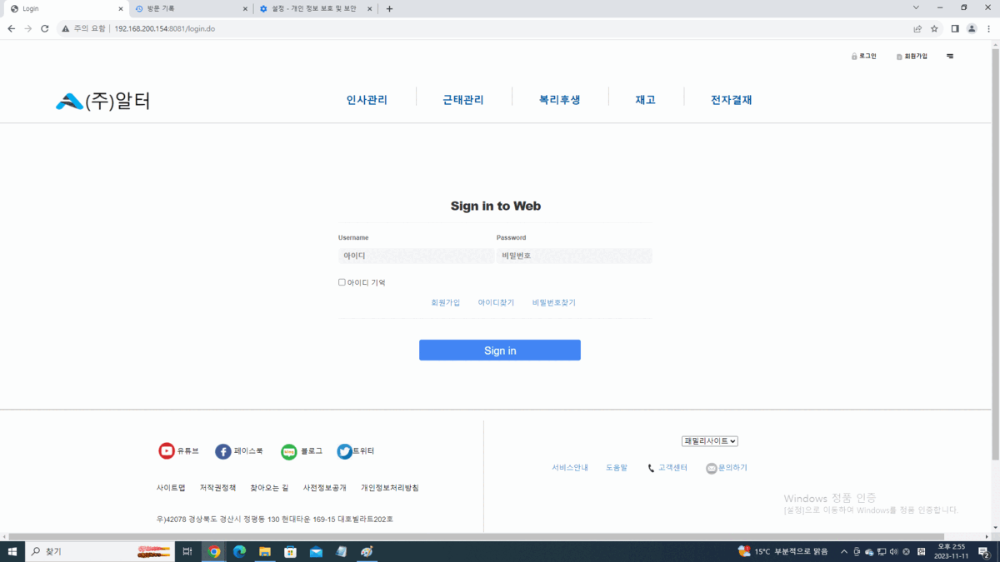 Login
방문 기록
설정 - 개인 정보 보호 및 보안
주의 요함 | 192.168.200.154:8081/login.do
로그인 회원가입
(주)알터 인사관리 근태관리 복리후생 재고 전자결재
Sign in to Web
Username Password
아이디 비밀번호
아이디 기억
회원가입 아이디찾기 비밀번호찾기
Sign in
패밀리사이트
유튜브 페이스북 블로그 트위터
서비스안내 도움말 고객센터 문의하기
사이트맵 저작권정책 찾아오는 길 사전정보공개 개인정보처리방침
Windows 정품 인증
[설정]으로 이동하여 Windows를 정품 인증합니다.
우)42078 경상북도 경산시 정평동 130 현대타운 169-15 대호빌라트202호
찾기
15°C 부분적으로 맑음
오후 2:55
2023-11-11
2